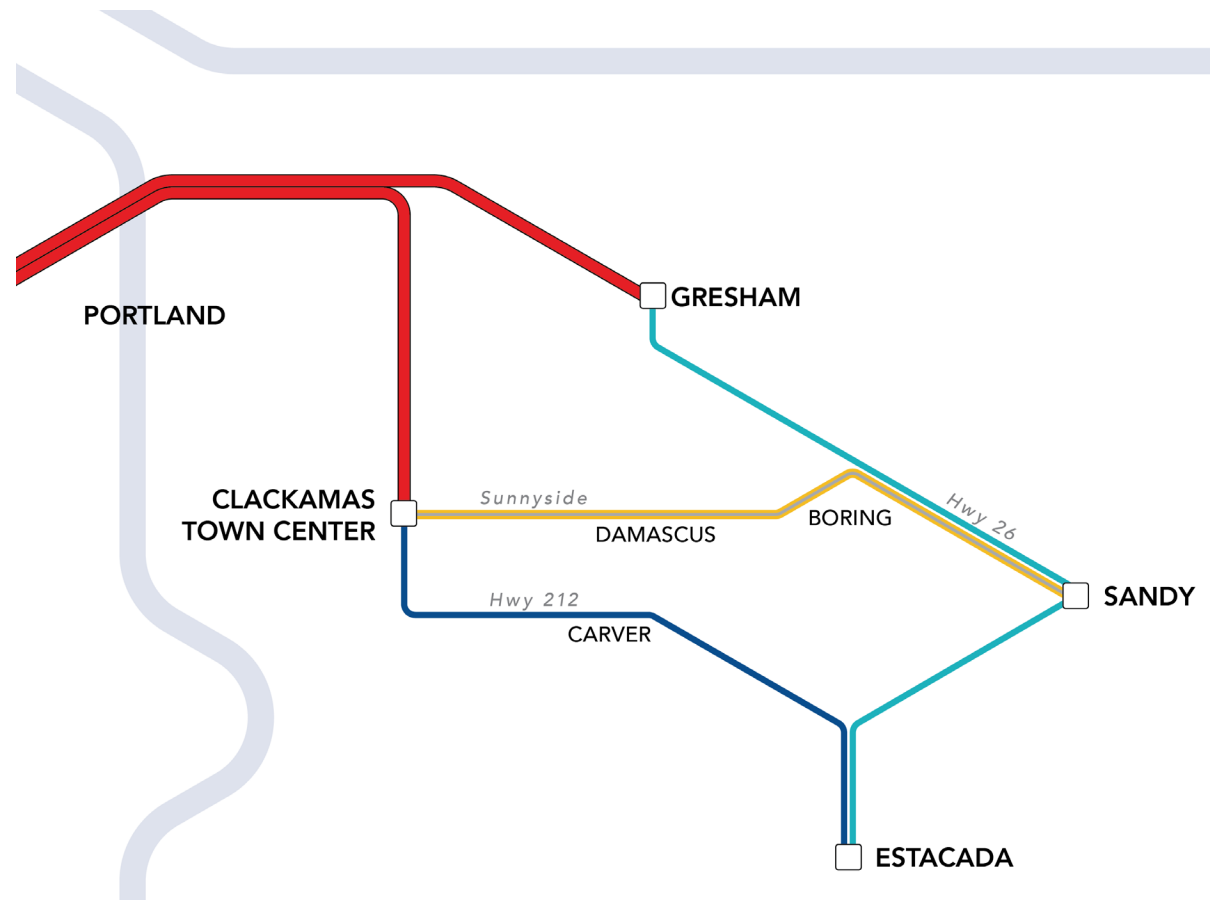 GRESHAM
PORTLAND
CLACKAMAS
TOWN CENTER
Sunnyside
DAMASCUS
BORING
Hwy 26
SANDY
Hwy 212
CARVER
ESTACADA